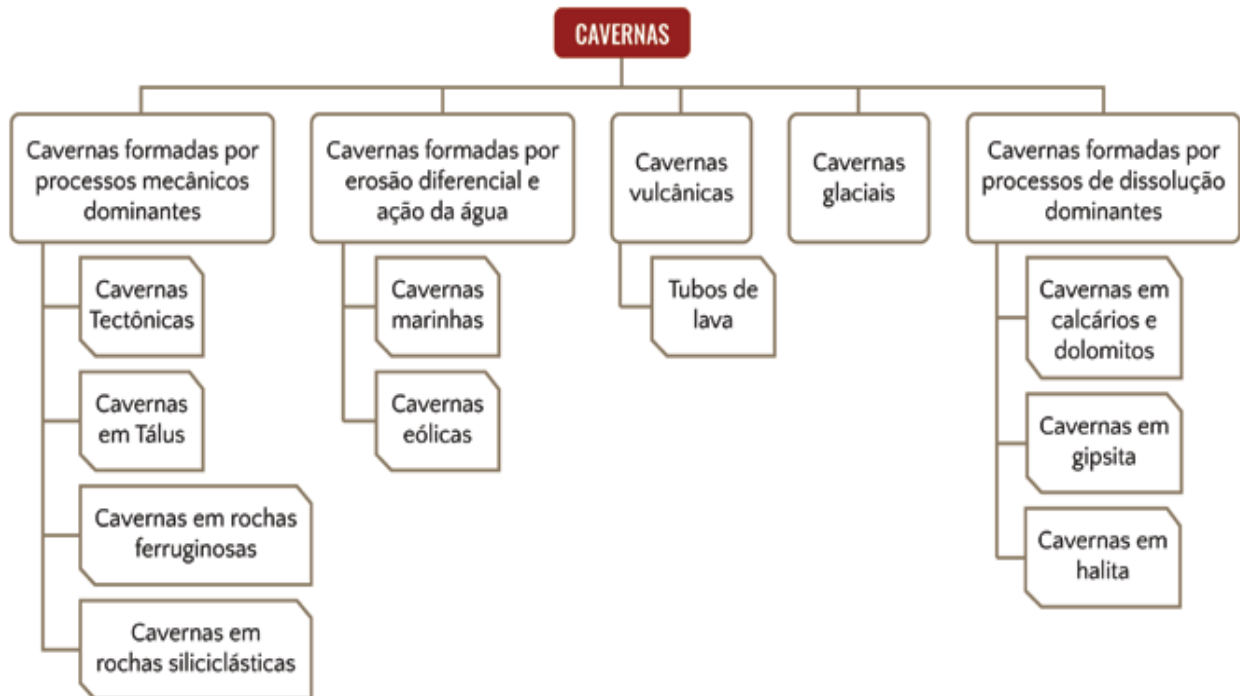 CAVERNAS
Cavernas formadas por
processos mecânicos
dominantes
Cavernas
Tectônicas
Cavernas
em Tálus
Cavernas em rochas
ferruginosas
Cavernas em
rochas siliciclásticas
Cavernas formadas por
erosão diferencial e
ação da água
Cavernas
marinhas
Cavernas
eólicas
Cavernas
vulcânicas
Tubos de
lava
Cavernas
glaciais
Cavernas formadas por
processos de dissolução
dominantes
Cavernas em
calcários e
dolomitos
Cavernas em
gipsita
Cavernas em
halita